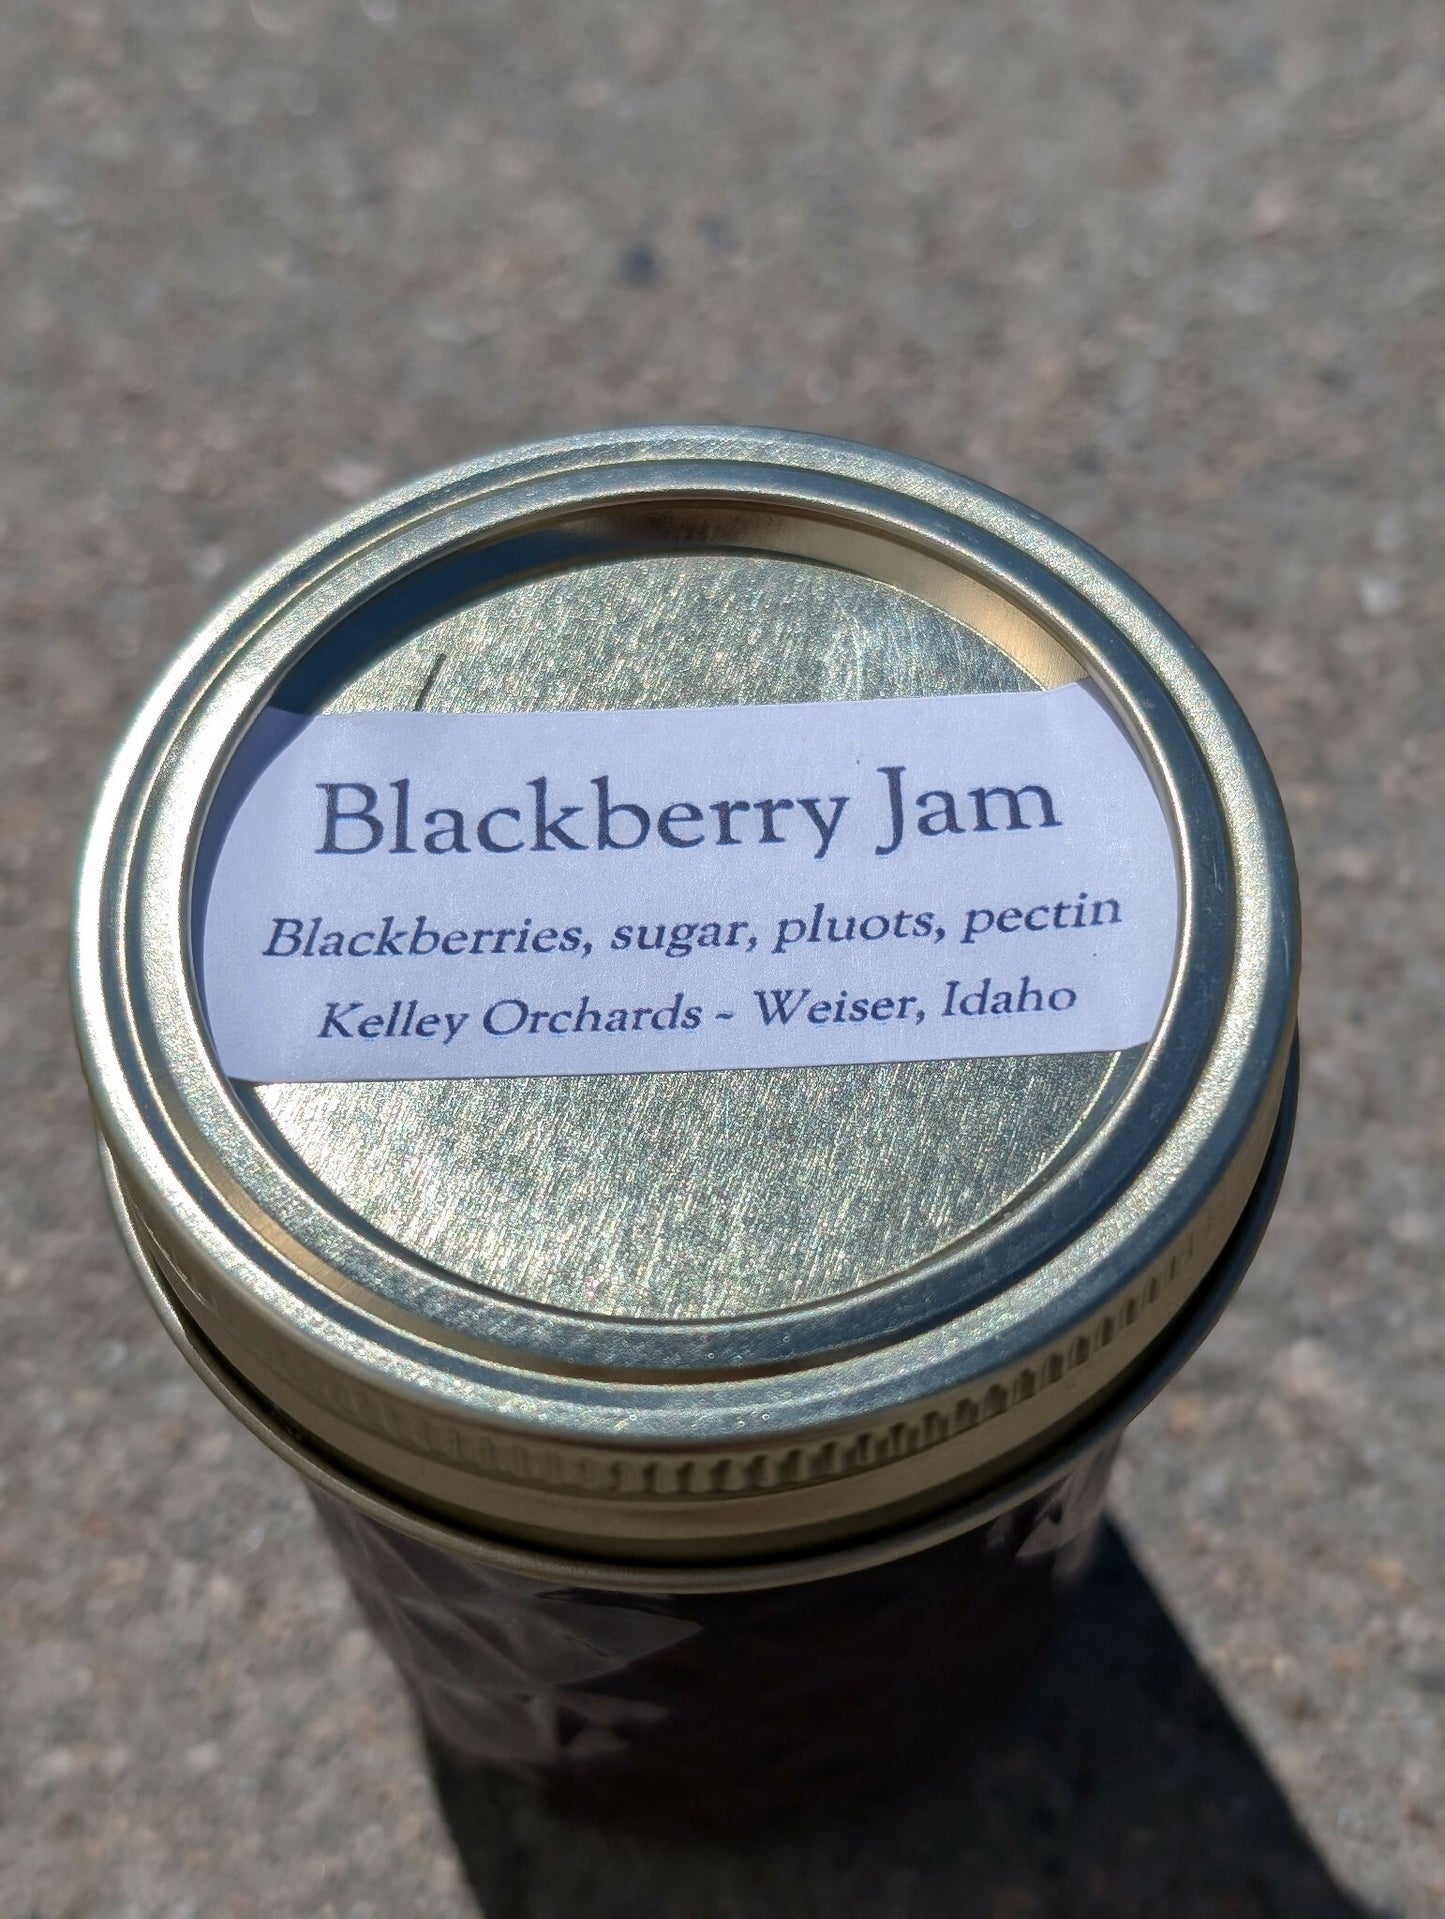 Blackberry Jam
Blackberries, sugar, pluots, pectin
Kelley Orchards ~ Weiser, Idaho